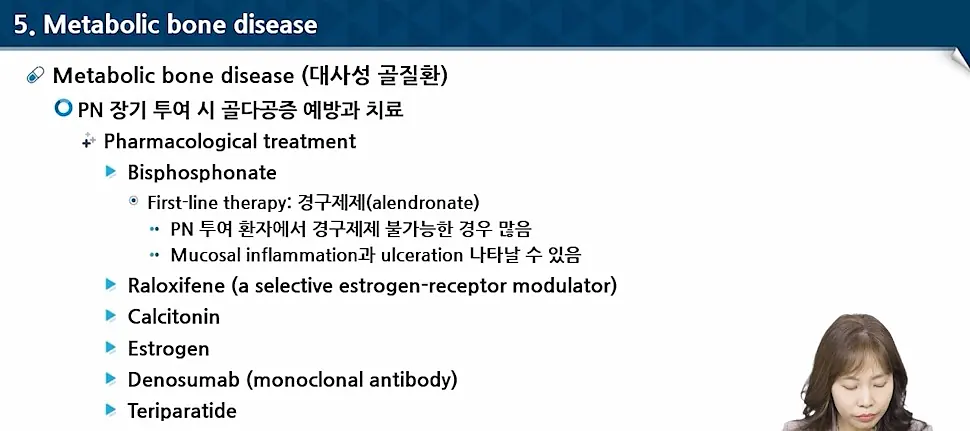 5. Metabolic bone disease
Metabolic bone disease (대사성 골질환)
PN 장기 투여 시 골다공증 예방과 치료
Pharmacological treatment
Bisphosphonate
First-line therapy: 경구제제(alendronate)
PN 투여 환자에서 경구제제 불가능한 경우 많음
Mucosal inflammation과 ulceration 나타날 수 있음
Raloxifene (a selective estrogen-receptor modulator)
Calcitonin
Estrogen
Denosumab (monoclonal antibody)
Teriparatide